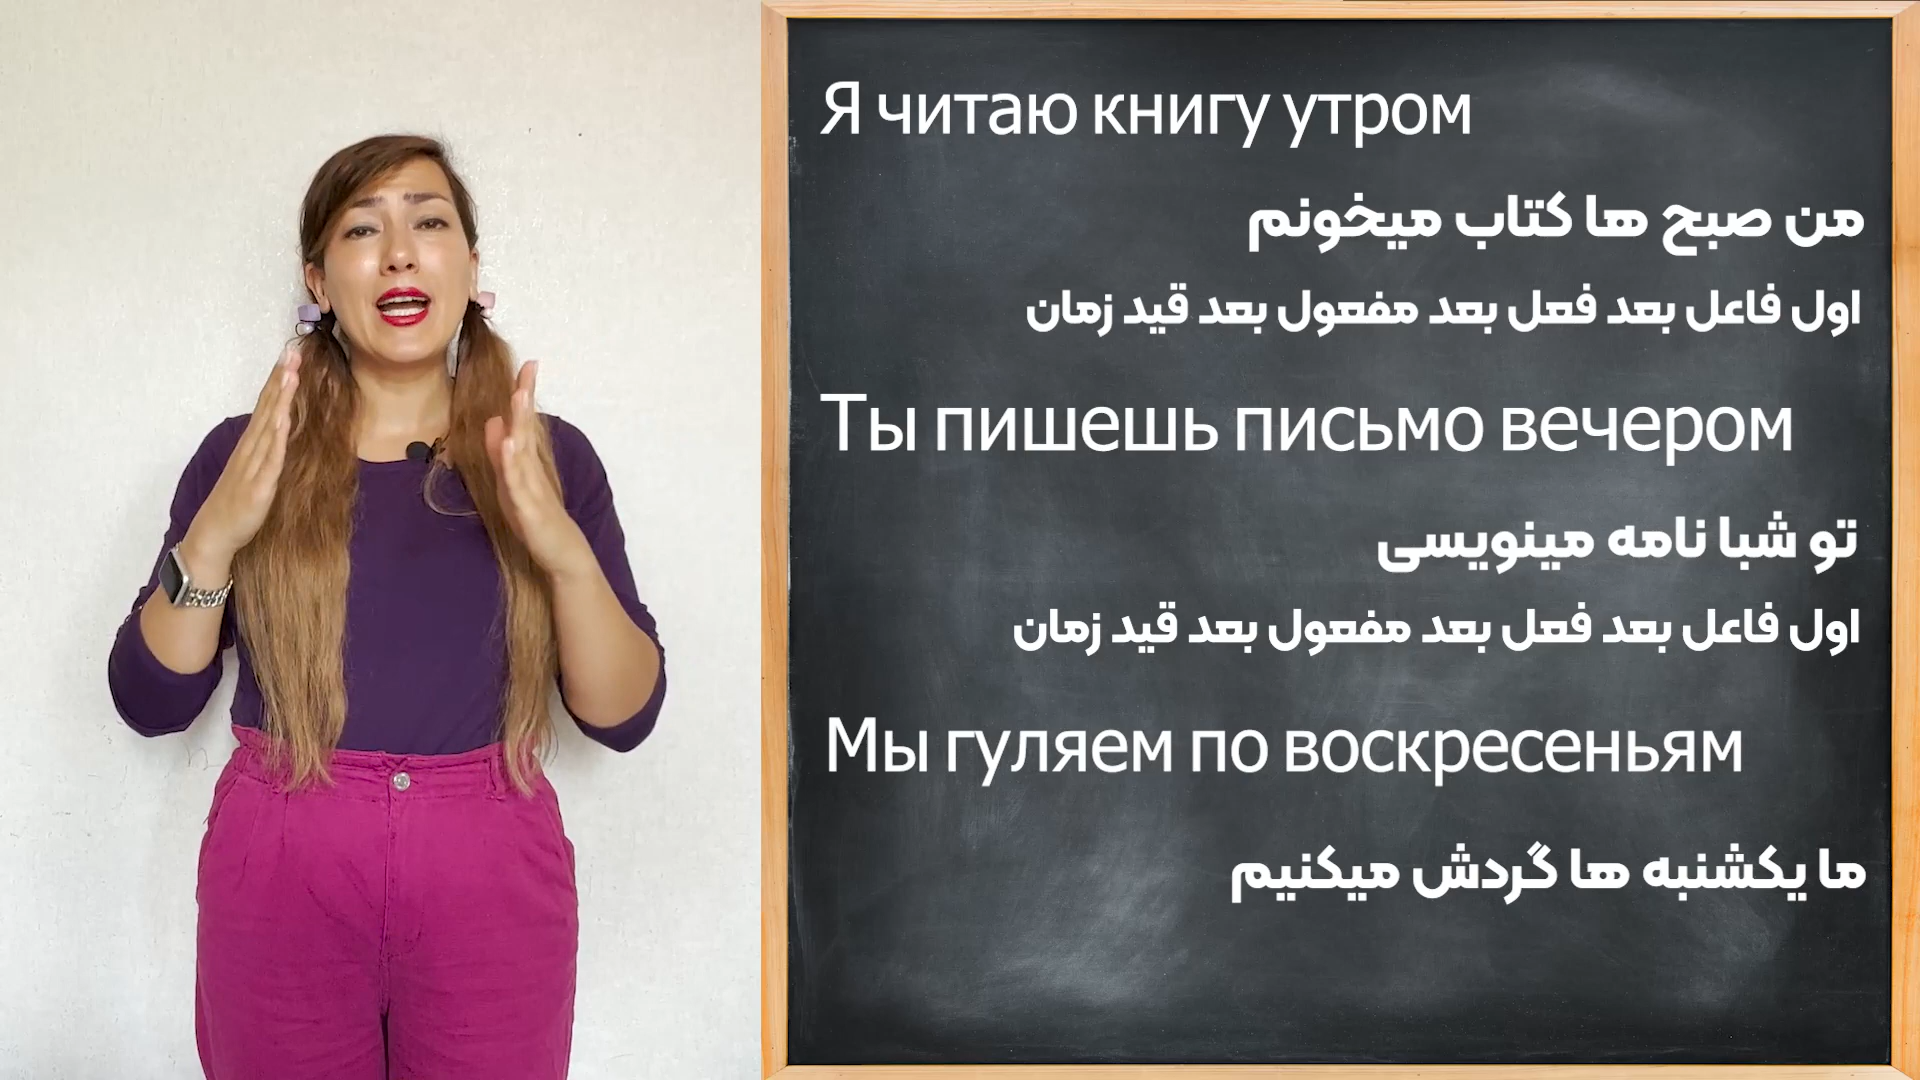 Я читаю книгу утром
من صبح ها کتاب میخونم
اول فاعل بعد فعل بعد مفعول بعد قید زمان
Ты пишешь письмо вечером
تو شبا نامه مینویسی
اول فاعل بعد فعل بعد مفعول بعد قید زمان
Мы гуляем по воскресеньям
ما یکشنبه ها گردش میکنیم